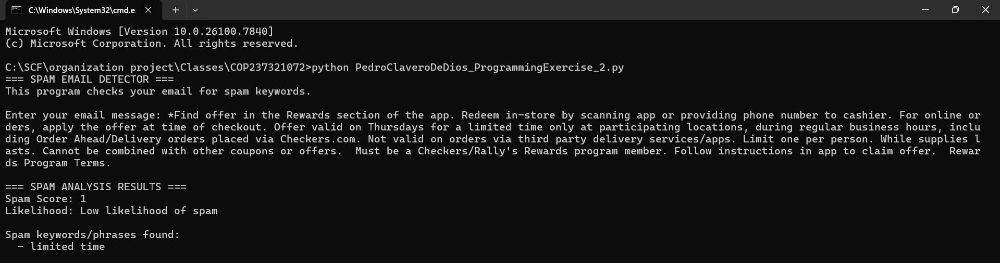 C:\Windows\System32\cmd.e
Microsoft Windows [Version 10.0.26100.7840]
(c) Microsoft Corporation. All rights reserved.
C:\SCF\organization project\Classes\COP237321072>python PedroClaveroDeDios_ProgrammingExercise_2.py
=== SPAM EMAIL DETECTOR ===
This program checks your email for spam keywords.
Enter your email message: *Find offer in the Rewards section of the app. Redeem in-store by scanning app or providing phone number to cashier. For online or
ders, apply the offer at time of checkout. Offer valid on Thursdays for a limited time only at participating locations, during regular business hours, inclu
ding Order Ahead/Delivery orders placed via Checkers.com. Not valid on orders via third party delivery services/apps. Limit one per person. While supplies l
asts. Cannot be combined with other coupons or offers.  Must be a Checkers/Rally's Rewards program member. Follow instructions in app to claim offer.  Rewar
ds Program Terms.
=== SPAM ANALYSIS RESULTS ===
Spam Score: 1
Likelihood: Low likelihood of spam
Spam keywords/phrases found:
  - limited time